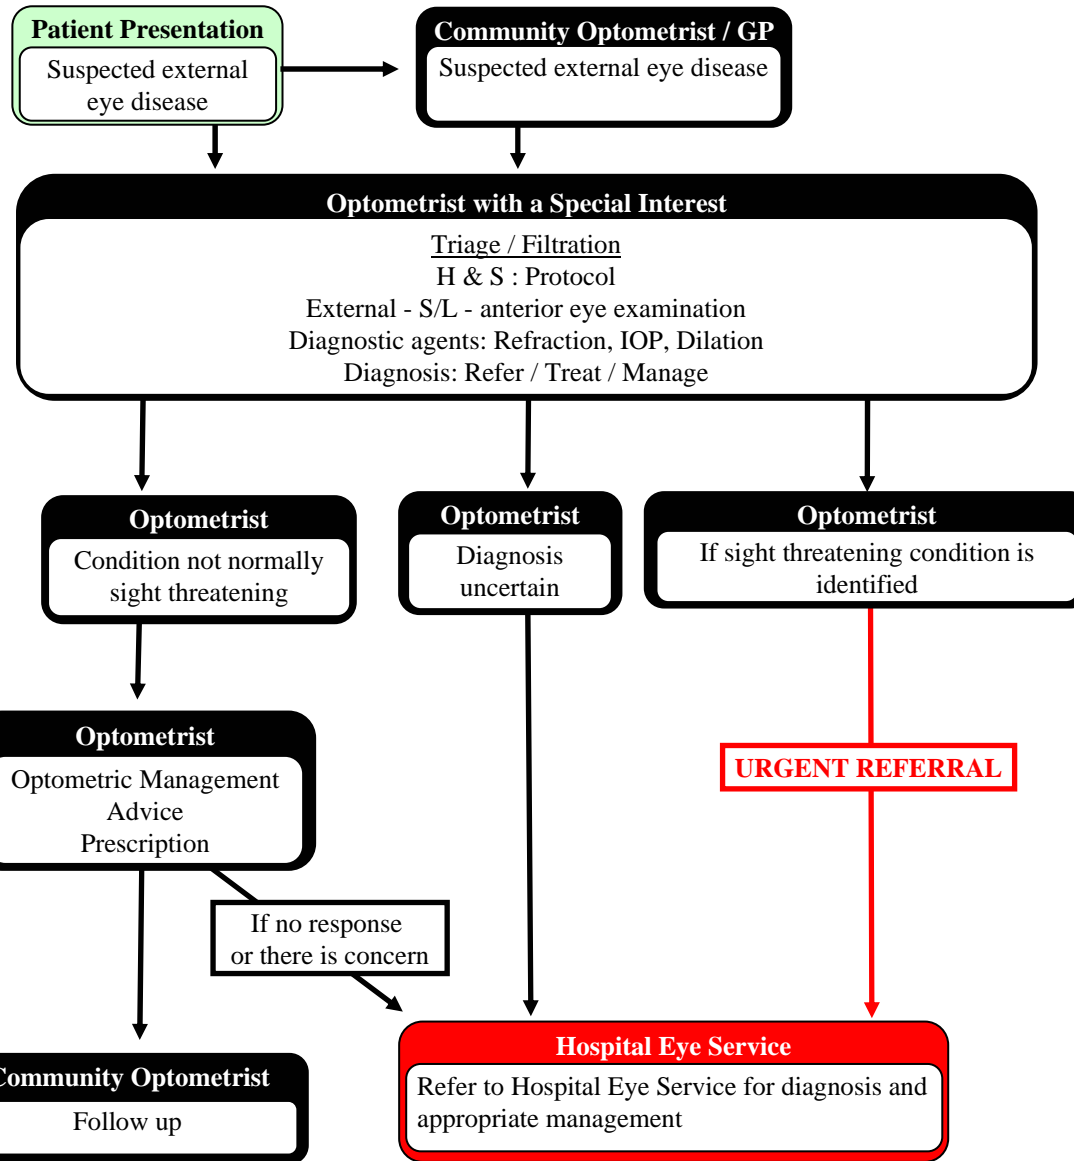 Patient Presentation
Suspected external
eye disease
Community Optometrist / GP
Suspected external eye disease
Optometrist with a Special Interest
Triage / Filtration
H & S : Protocol
External - S/L - anterior eye examination
Diagnostic agents: Refraction, IOP, Dilation
Diagnosis: Refer / Treat / Manage
Optometrist
Condition not normally
sight threatening
Optometrist
Diagnosis
uncertain
Optometrist
If sight threatening condition is
identified
Optometrist
Optometric Management
Advice
Prescription
URGENT REFERRAL
If no response
or there is concern
Community Optometrist
Follow up
Hospital Eye Service
Refer to Hospital Eye Service for diagnosis and
appropriate management